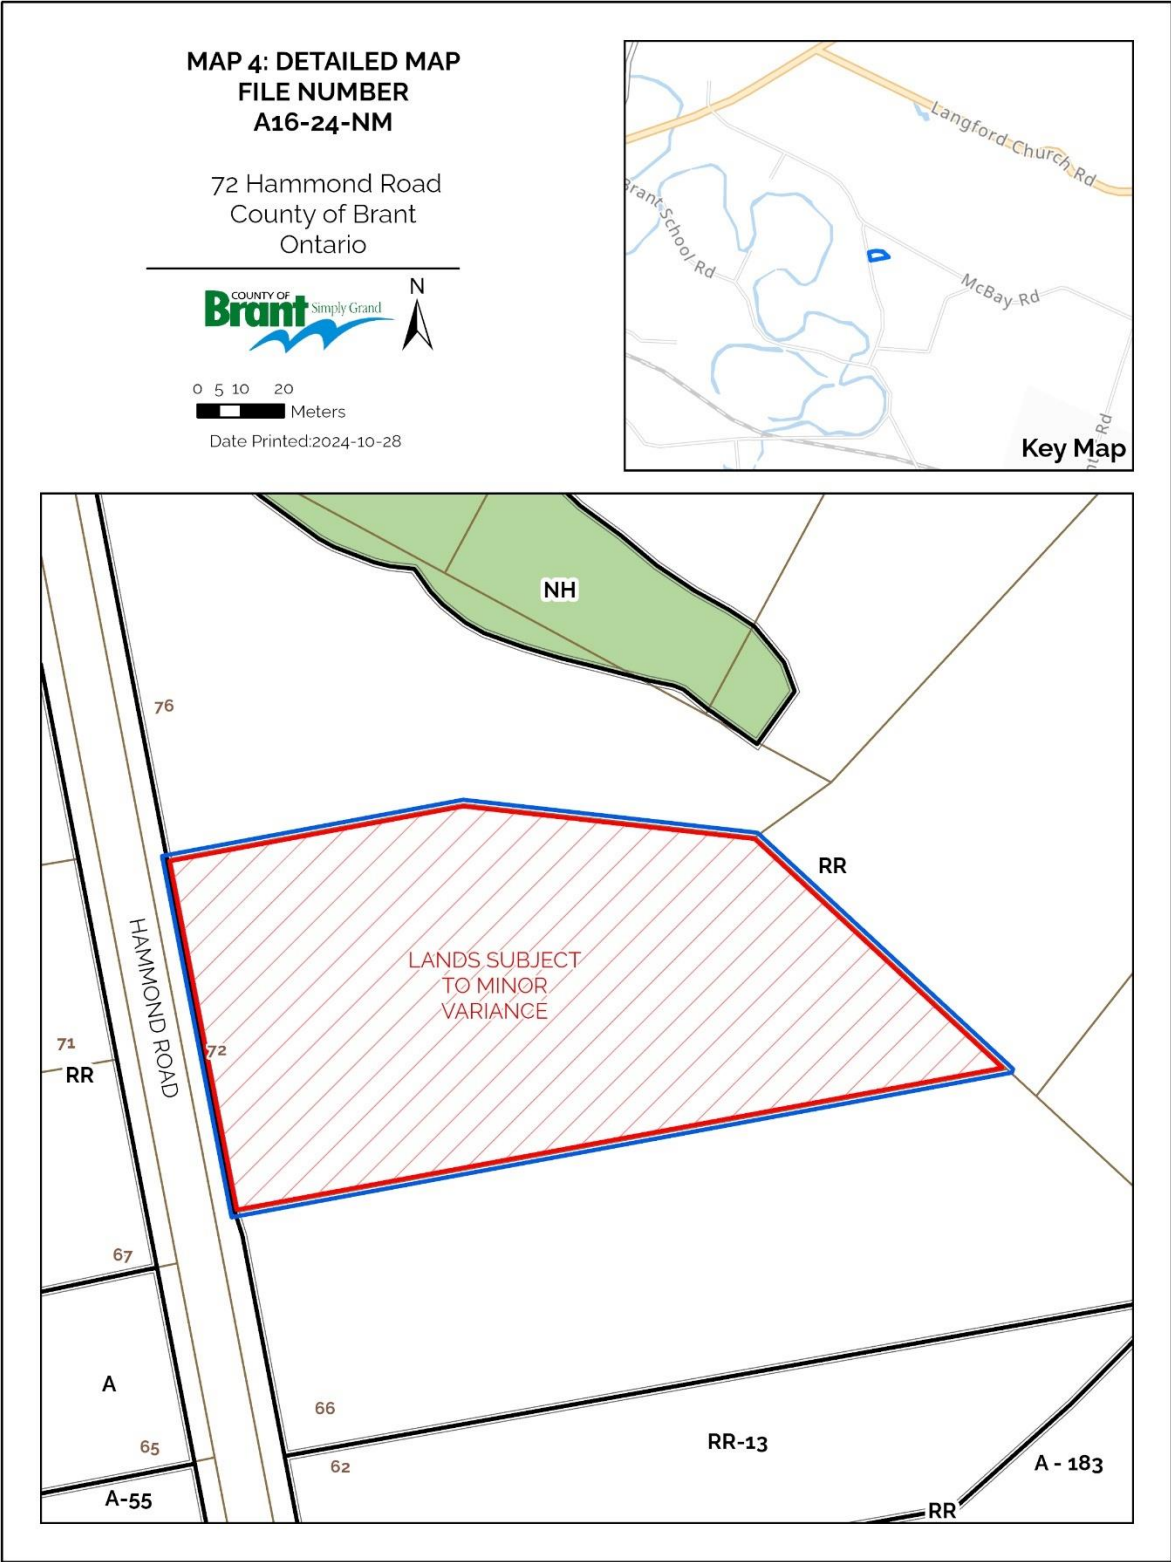 MAP 4: DETAILED MAP
FILE NUMBER
A16-24-NM
72 Hammond Road
County of Brant
Ontario
COUNTY OF
Brant Simply Grand
N
0 5 10 20
Meters
Date Printed:2024-10-28
Langford Church Rd
Brant School Rd
McBay Rd
Rd
Key Map
NH
76
RR
HAMMOND ROAD
LANDS SUBJECT
TO MINOR
VARIANCE
71
72
RR
67
A
66
65
62
RR-13
A - 183
A-55
RR